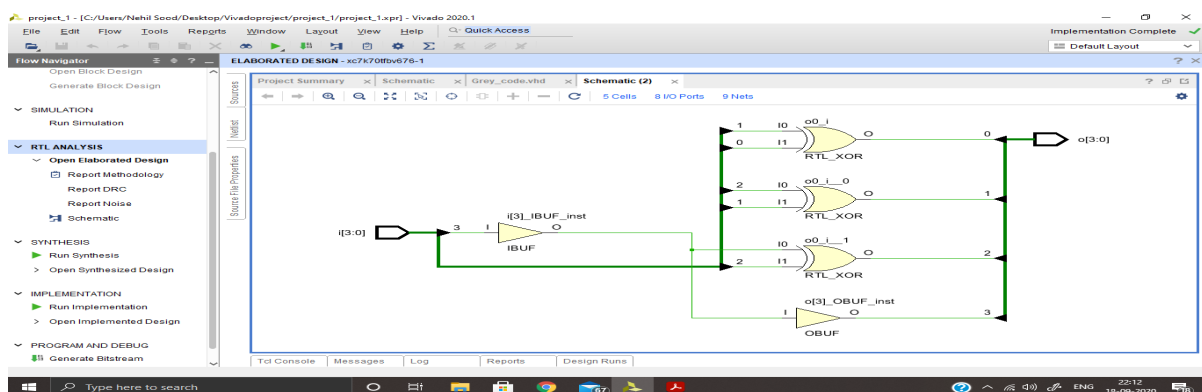 project_1 - [C:/Users/Nehil Sood/Desktop/Vivadoproject/project_1/project_1.xpr] - Vivado 2020.1
File Edit Flow Tools Reports Window Layout View Help Q- Quick Access
Implementation Complete
Default Layout
Flow Navigator
ELABORATED DESIGN - xc7k70tfbv676-1
Open Block Design
Generate Block Design
SIMULATION
Run Simulation
RTL ANALYSIS
Open Elaborated Design
Report Methodology
Report DRC
Report Noise
Schematic
SYNTHESIS
Run Synthesis
Open Synthesized Design
IMPLEMENTATION
Run Implementation
Open Implemented Design
PROGRAM AND DEBUG
Generate Bitstream
Sources
Netlist
Source File Properties
Project Summary Schematic Grey_code.vhd Schematic (2)
5 Cells 8 I/O Ports 9 Nets
i[3:0]
3 I i[3]_IBUF_inst O
IBUF
1 I0 o0_i O 0
0 I1
RTL_XOR
o[3:0]
2 I0 o0_i__0 O 1
1 I1
RTL_XOR
I0 o0_i__1 O 2
2 I1
RTL_XOR
o[3]_OBUF_inst
I O 3
OBUF
Tcl Console Messages Log Reports Design Runs
Type here to search
67
ENG
22:12
18-09-2020
18